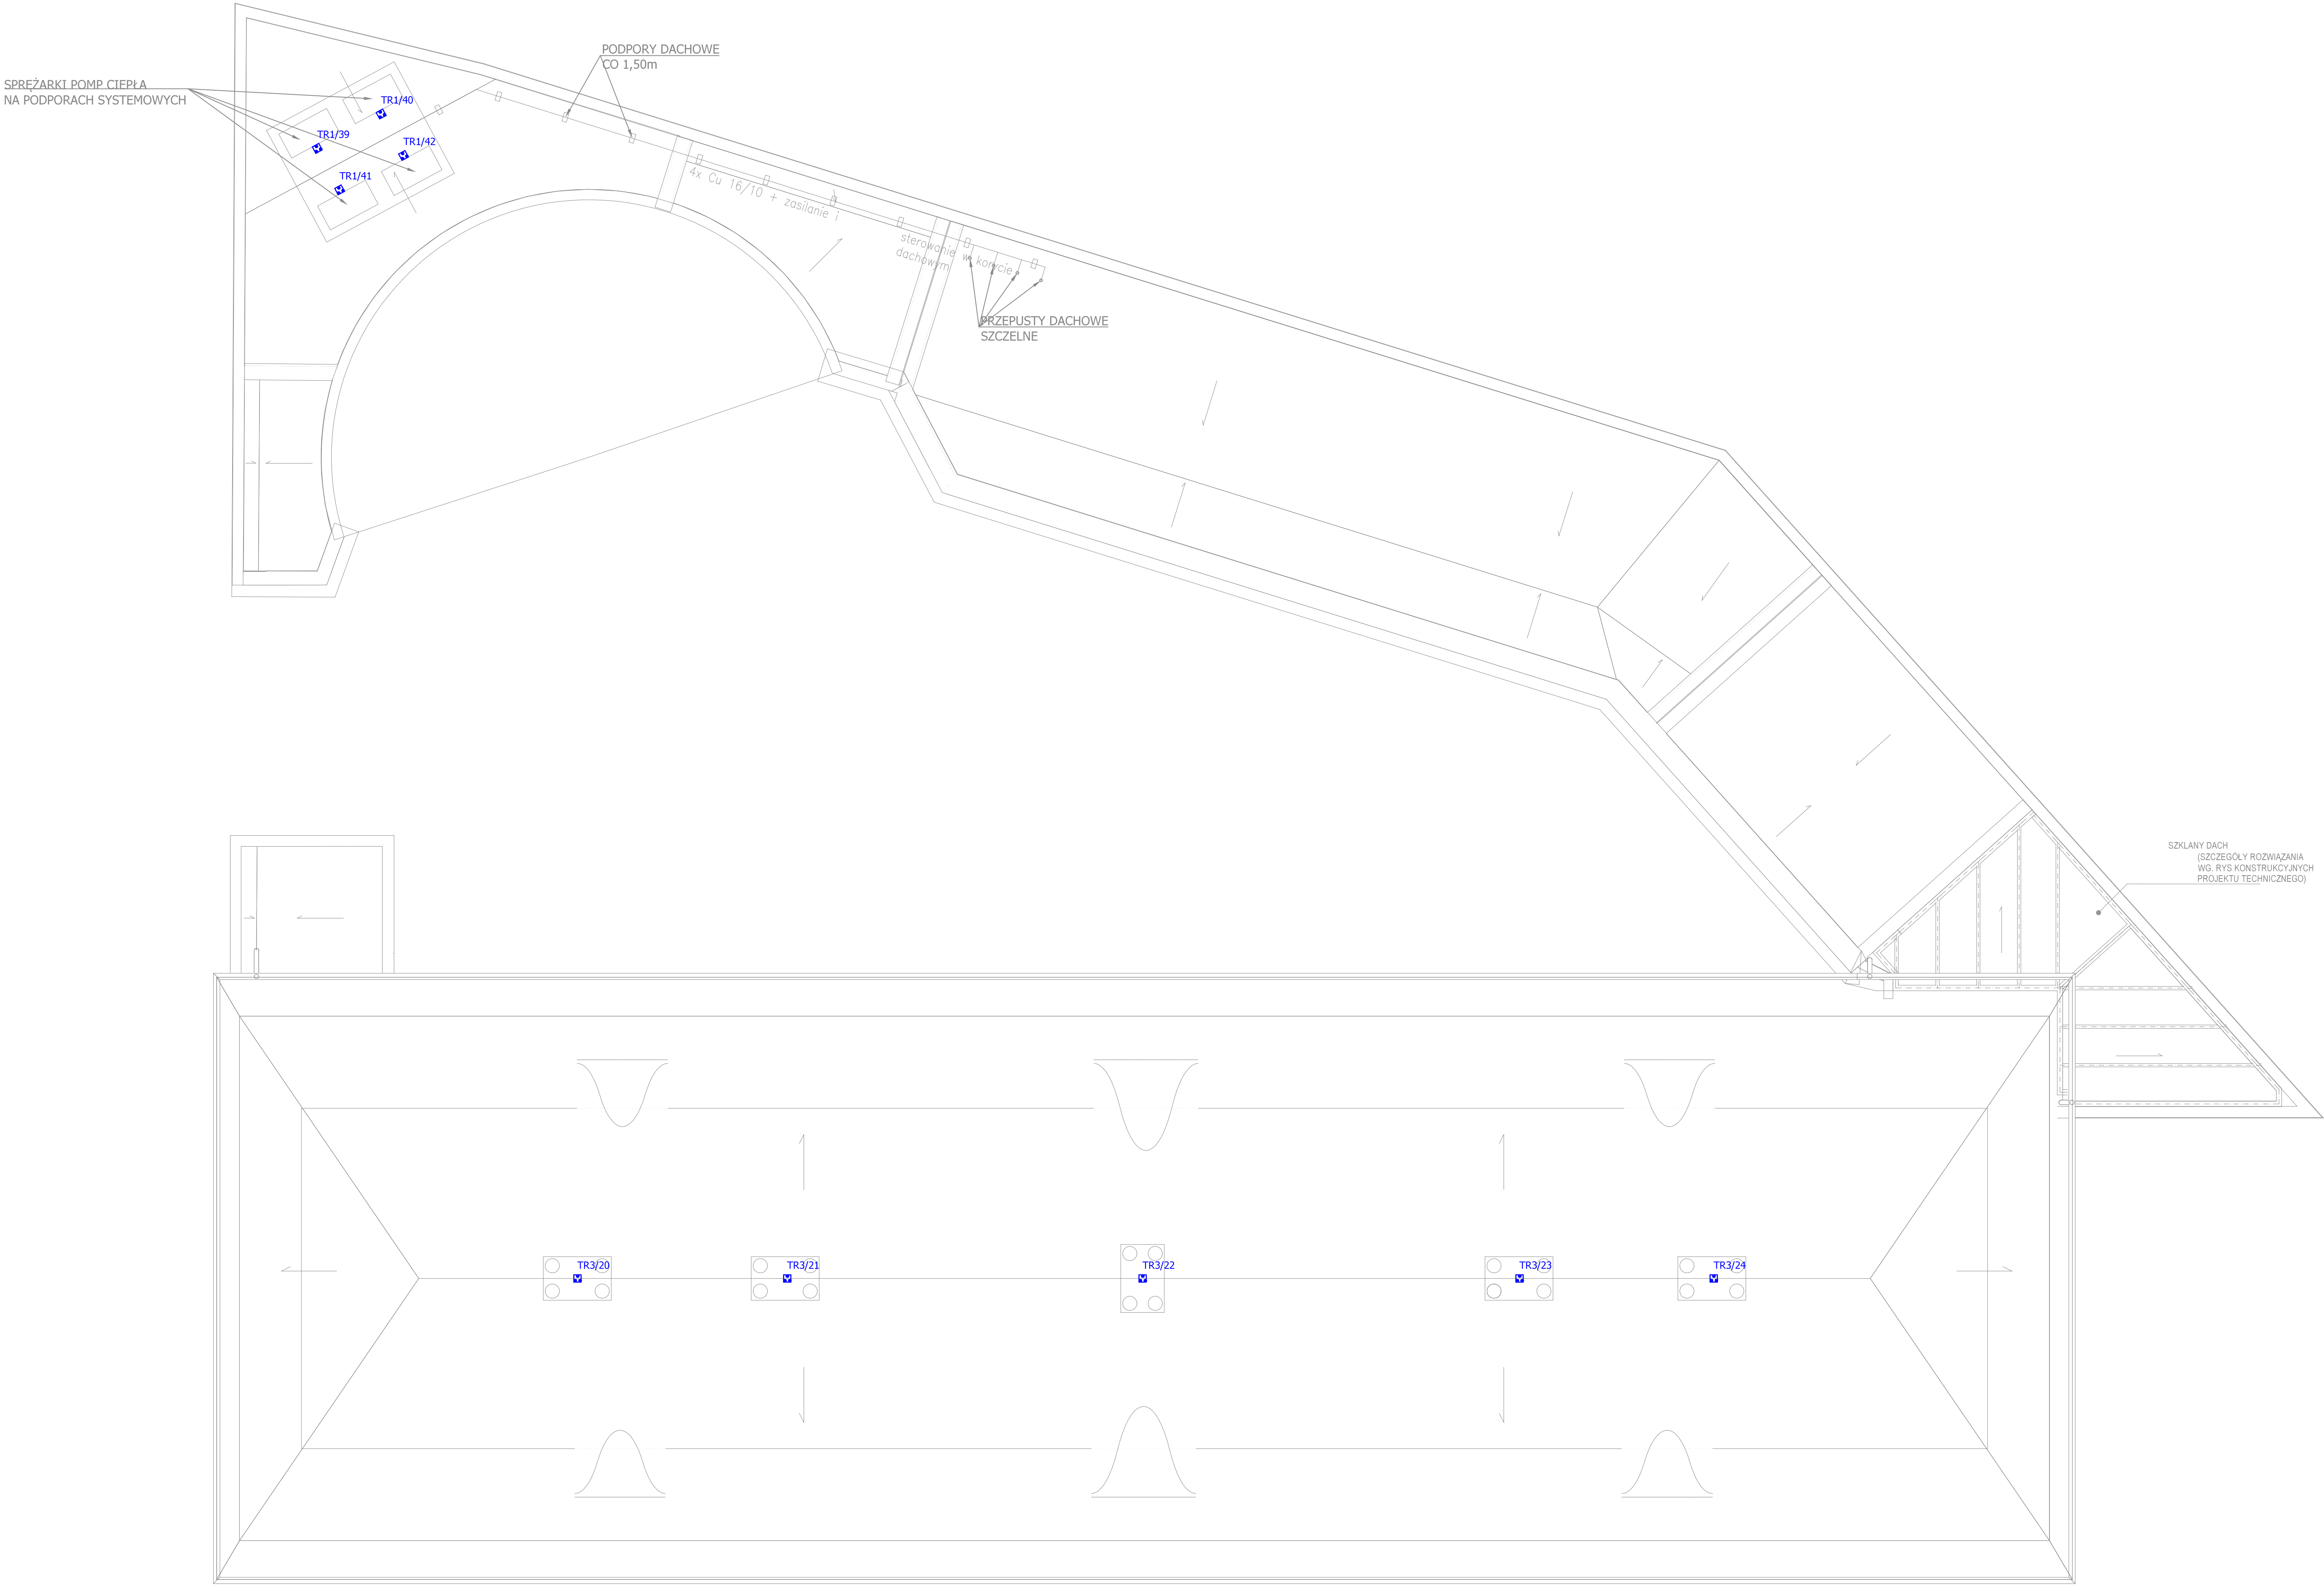 PODPORY DACHOWE
CO 1,50m
SPRĘŻARKI POMP CIEPŁA
NA PODPORACH SYSTEMOWYCH
TR1/40
TR1/39
TR1/42
TR1/41
4x Cu 16/10 + zasilanie i
sterowanie w korycie
dachowym
PRZEPUSTY DACHOWE
SZCZELNE
SZKLANY DACH
(SZCZEGÓŁY ROZWIĄZANIA
WG. RYS KONSTRUKCYJNYCH
PROJEKTU TECHNICZNEGO)
TR3/20
TR3/21
TR3/22
TR3/23
TR3/24